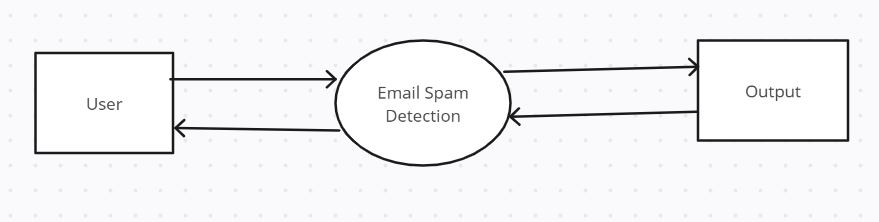 User
Email Spam
Detection
Output